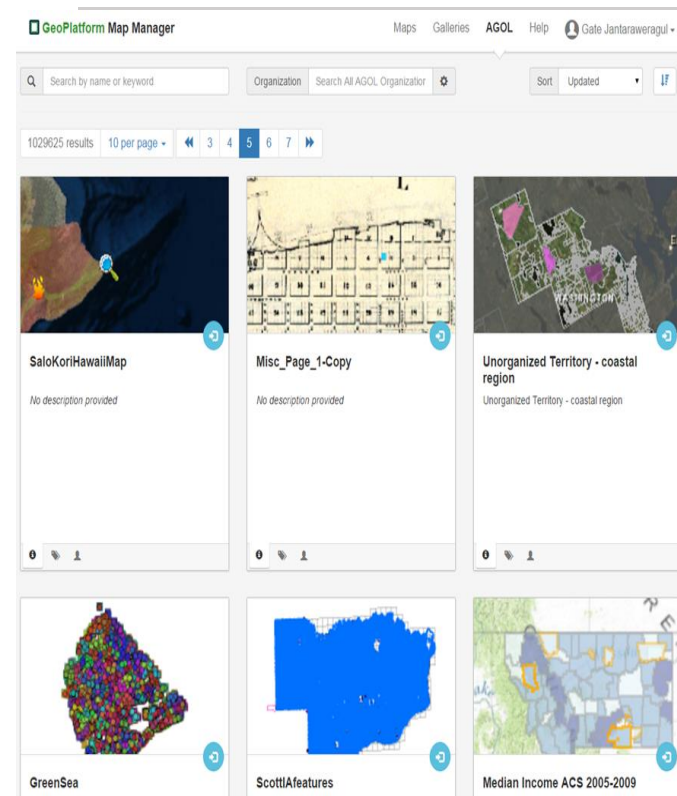 GeoPlatform Map Manager
Maps Galleries AGOL Help Gate Jantaraweragul
Search by name or keyword
Organization Search All AGOL Organizatior
Sort Updated
1029625 results 10 per page 3 4 5 6 7
WASHINGTON
SaloKoriHawaiiMap
No description provided
Misc_Page_1-Copy
No description provided
Unorganized Territory - coastal
region
Unorganized Territory - coastal region
GreenSea
ScottIAfeatures
Median Income ACS 2005-2009